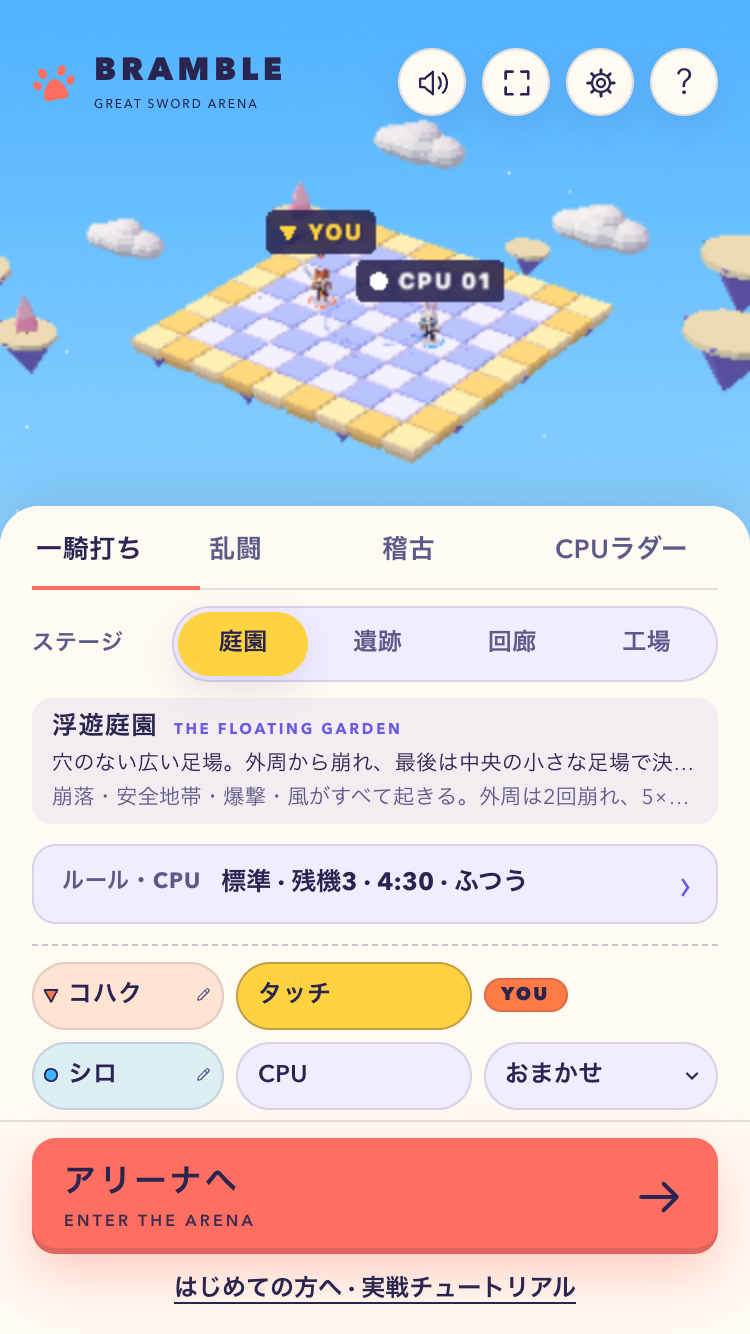 BRAMBLE
GREAT SWORD ARENA
?
YOU
CPU 01
一騎打ち 乱闘 稽古 CPUラダー
ステージ 庭園 遺跡 回廊 工場
浮遊庭園 THE FLOATING GARDEN
穴のない広い足場。外周から崩れ、最後は中央の小さな足場で決…
崩落・安全地帯・爆撃・風がすべて起きる。外周は2回崩れ、5×…
ルール・CPU 標準・残機3・4:30・ふつう
コハク タッチ YOU
シロ CPU おまかせ
アリーナへ
ENTER THE ARENA
はじめての方へ・実戦チュートリアル